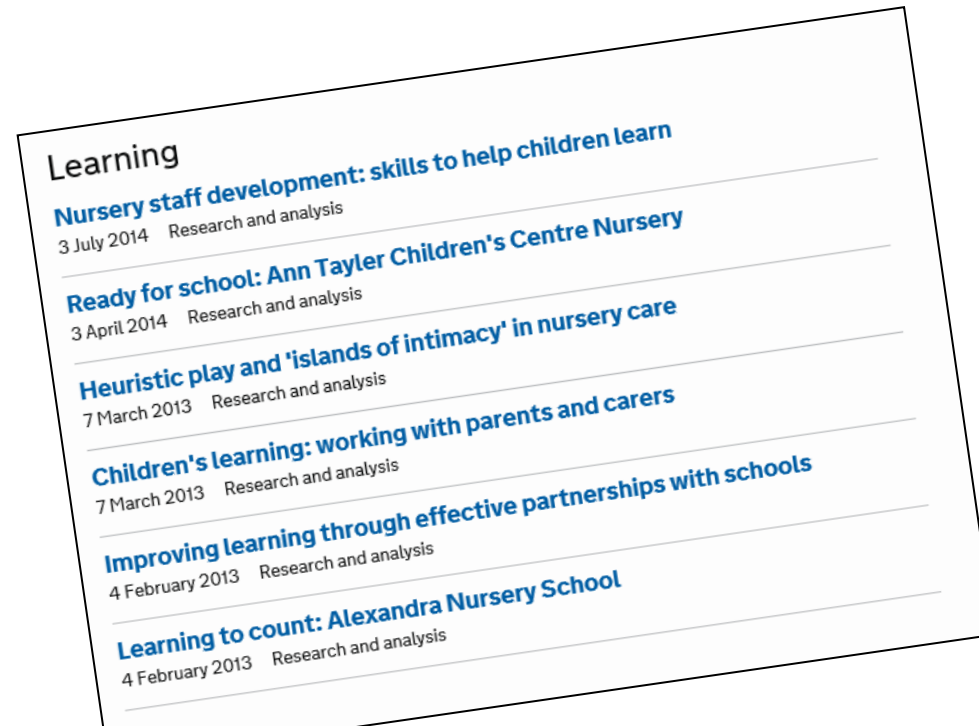 Learning
Nursery staff development: skills to help children learn
3 July 2014 Research and analysis
Ready for school: Ann Tayler Children's Centre Nursery
3 April 2014 Research and analysis
Heuristic play and 'islands of intimacy' in nursery care
7 March 2013 Research and analysis
Children's learning: working with parents and carers
7 March 2013 Research and analysis
Improving learning through effective partnerships with schools
4 February 2013 Research and analysis
Learning to count: Alexandra Nursery School
4 February 2013 Research and analysis